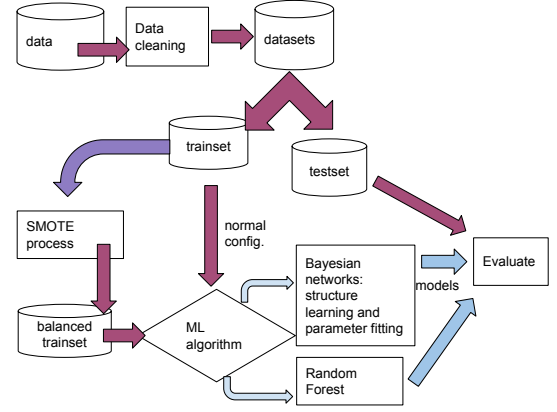 data
Data
cleaning
datasets
trainset
testset
SMOTE
process
normal
config.
Bayesian
networks:
structure
learning and
parameter fitting
models
Evaluate
balanced
trainset
ML
algorithm
Random
Forest